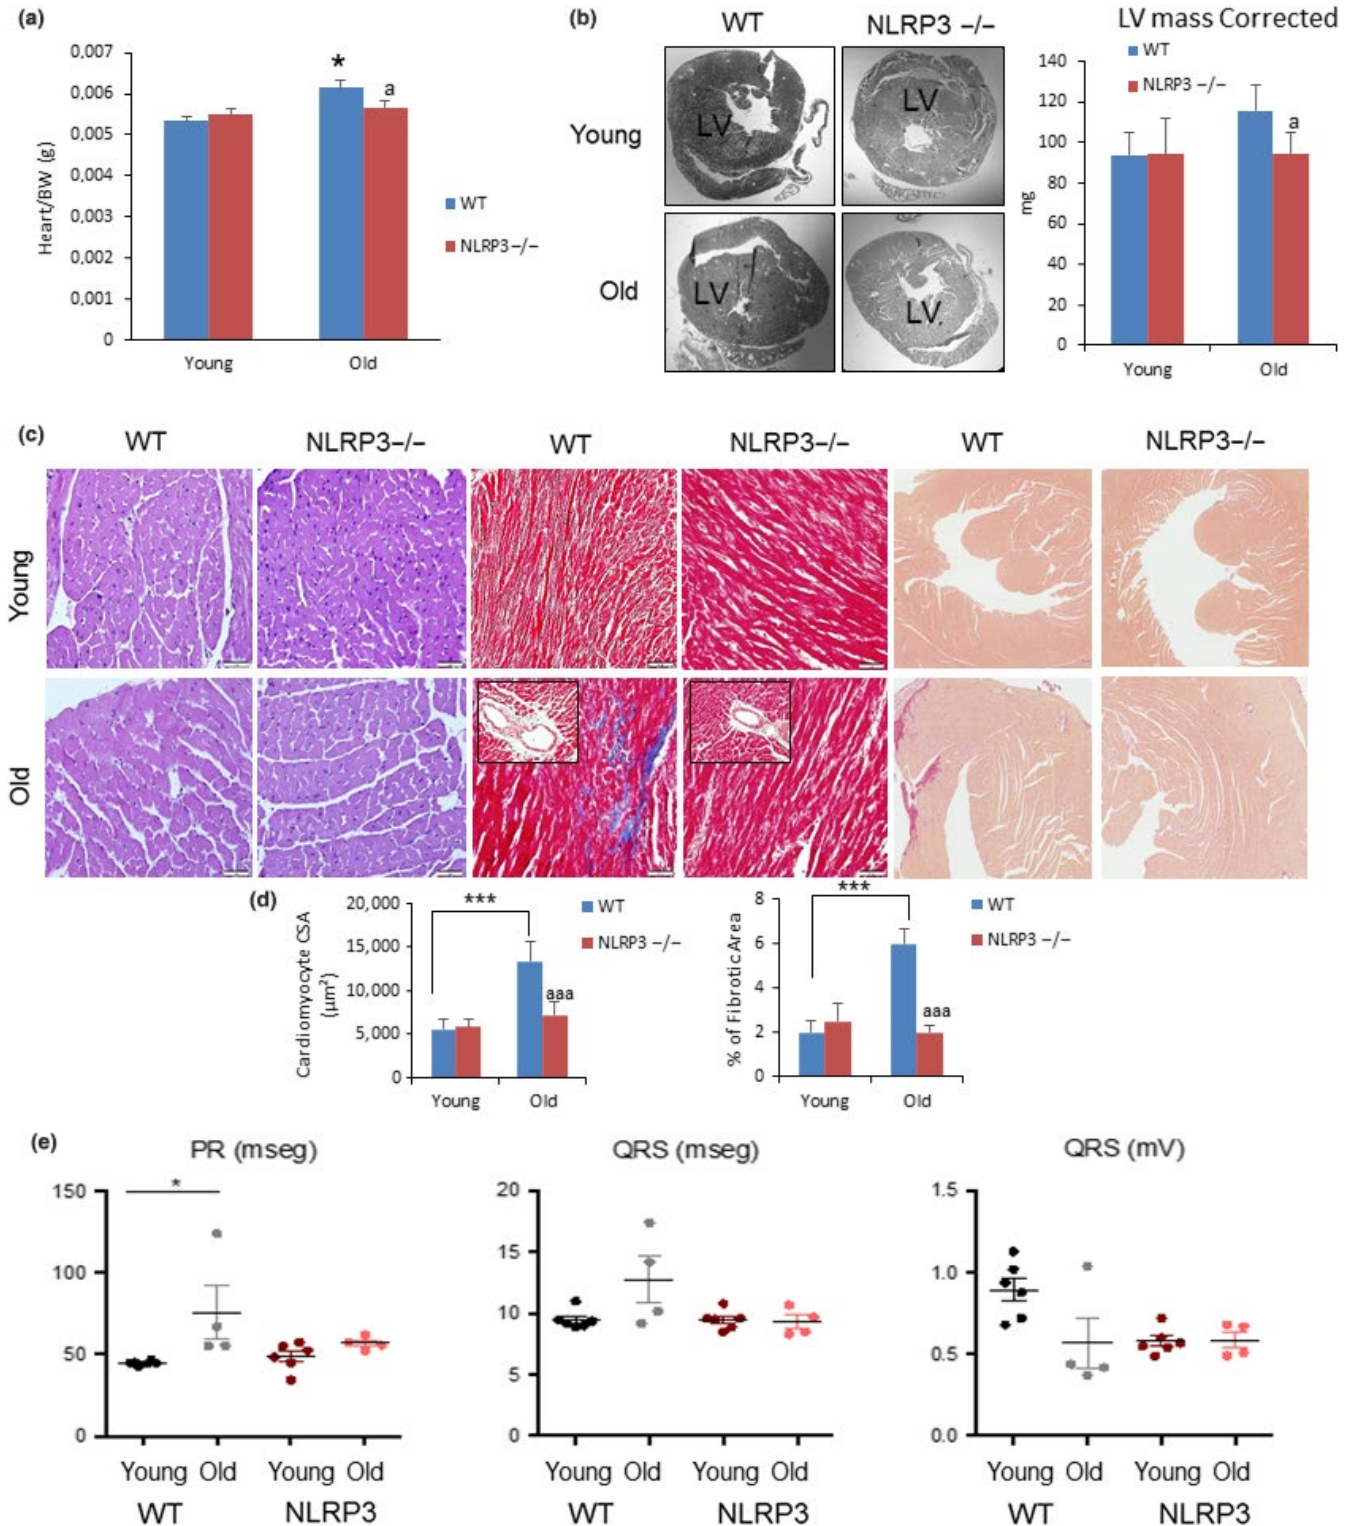 (a)
Heart/BW (g)
0,007
0,006
0,005
0,004
0,003
0,002
0,001
0
*
a
Young
Old
WT
NLRP3 –/–
(b)
WT
NLRP3 –/–
Young
Old
LV
LV
LV
LV
LV mass Corrected
WT
NLRP3 –/–
mg
140
120
100
80
60
40
20
0
a
Young
Old
(c)
WT
NLRP3–/–
WT
NLRP3–/–
WT
NLRP3–/–
Young
Old
(d)
Cardiomyocyte CSA
(µm²)
20,000
15,000
10,000
5,000
0
***
aaa
Young
Old
WT
NLRP3 –/–
% of Fibrotic Area
8
6
4
2
0
***
aaa
Young
Old
WT
NLRP3 –/–
(e)
PR (mseg)
150
100
50
0
*
Young Old
Young Old
WT
NLRP3
QRS (mseg)
20
15
10
5
0
Young Old
Young Old
WT
NLRP3
QRS (mV)
1.5
1.0
0.5
0.0
Young Old
Young Old
WT
NLRP3